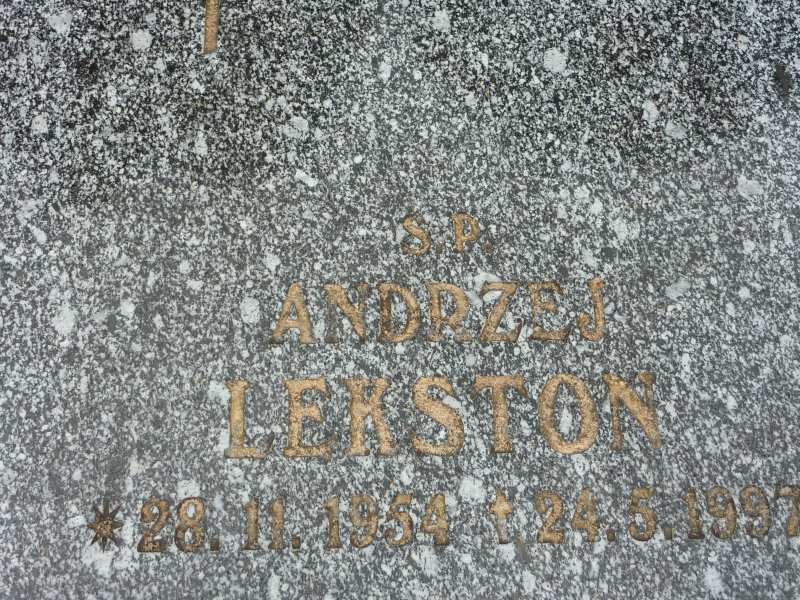 Ś.P.
ANDRZEJ
LEKSTON
* 28.11.1954 † 24.5.1997